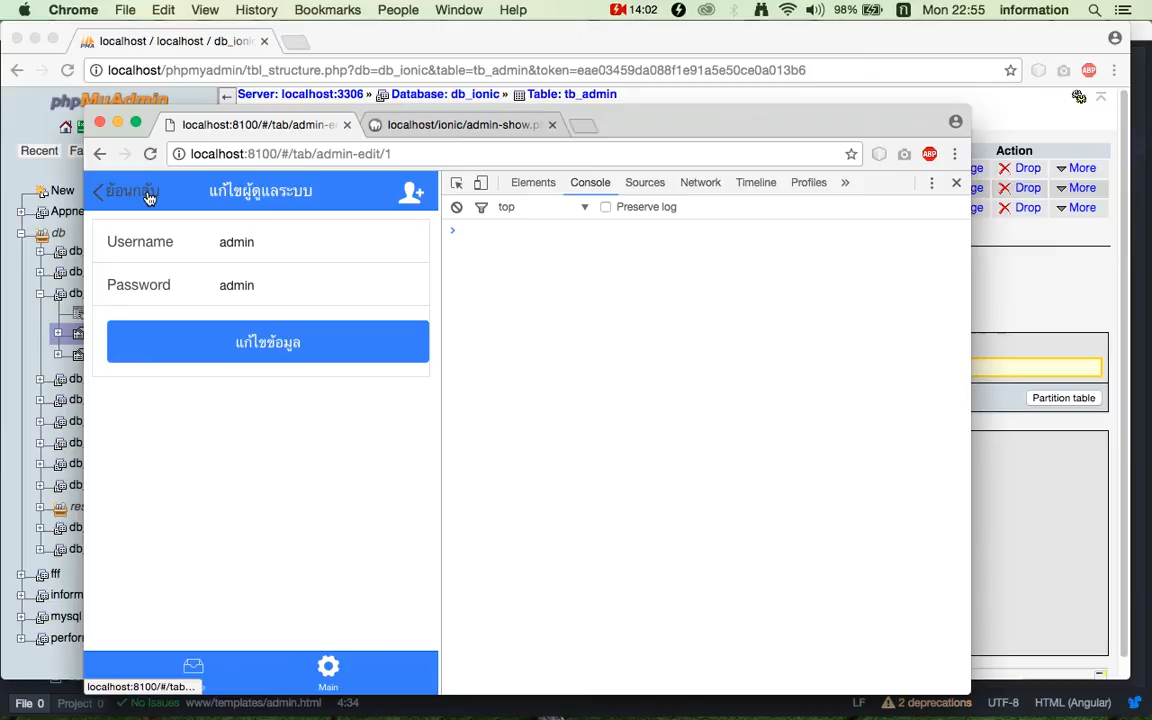 Chrome File Edit View History Bookmarks People Window Help 14:02 98% Mon 22:55 information
localhost / localhost / db_ionic
localhost/phpmyadmin/tbl_structure.php?db=db_ionic&table=tb_admin&token=eae03459da088f1e91a5e50ce0a013b6
phpMyAdmin
Server: localhost:3306 » Database: db_ionic » Table: tb_admin
localhost:8100/#/tab/admin-e
localhost/ionic/admin-show.p
localhost:8100/#/tab/admin-edit/1
Recent
Action
Drop More
Drop More
Drop More
New
db
fff
mysql
Partition table
ย้อนกลับ แก้ไขผู้ดูแลระบบ
Username admin
Password admin
แก้ไขข้อมูล
Main
Elements Console Sources Network Timeline Profiles »
top Preserve log
localhost:8100/#/tab...
File 0 Project 0 No Issues www/templates/admin.html 4:34 LF 2 deprecations UTF-8 HTML (Angular)